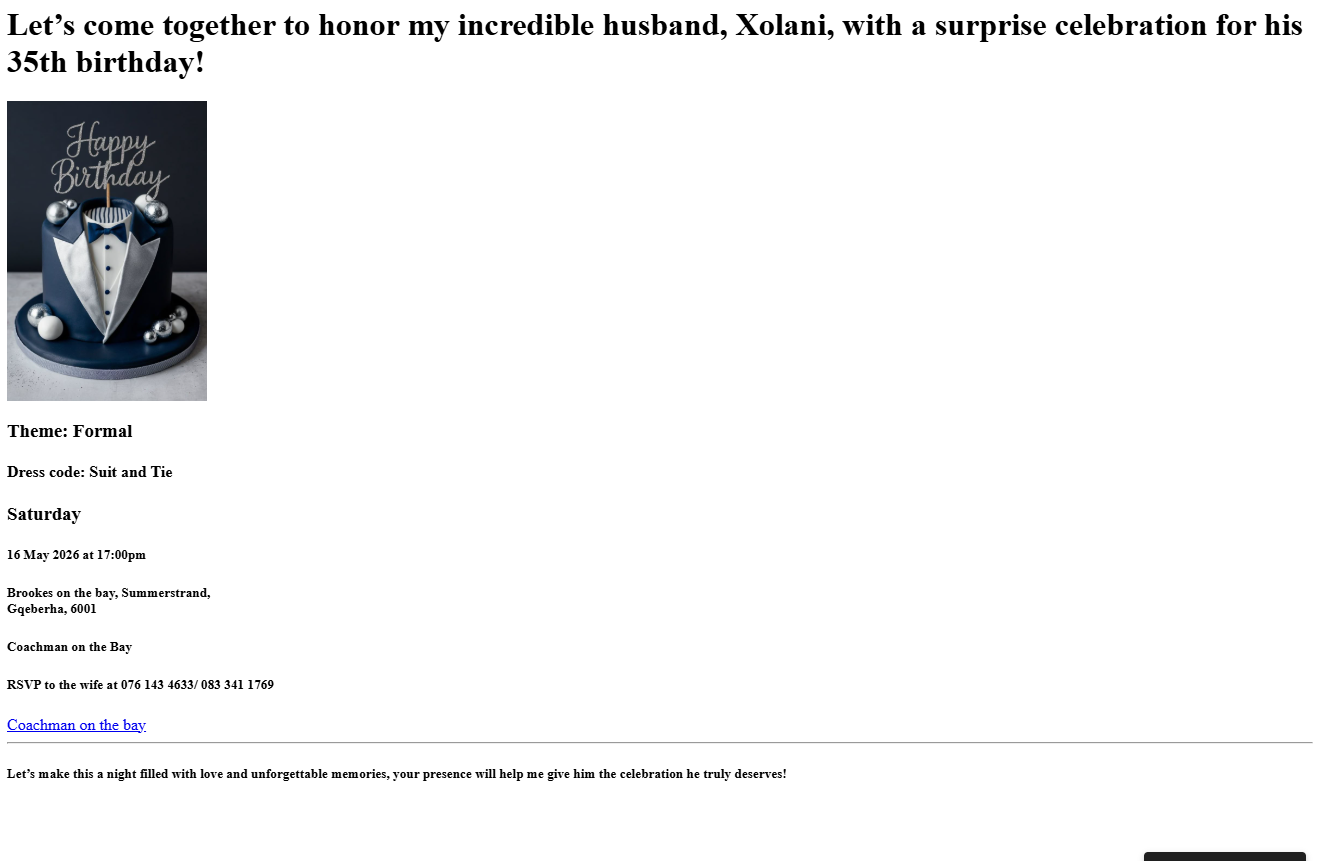 Let’s come together to honor my incredible husband, Xolani, with a surprise celebration for his
35th birthday!
Happy
Birthday
Theme: Formal
Dress code: Suit and Tie
Saturday
16 May 2026 at 17:00pm
Brookes on the bay, Summerstrand,
Gqeberha, 6001
Coachman on the Bay
RSVP to the wife at 076 143 4633/ 083 341 1769
Coachman on the bay
Let’s make this a night filled with love and unforgettable memories, your presence will help me give him the celebration he truly deserves!